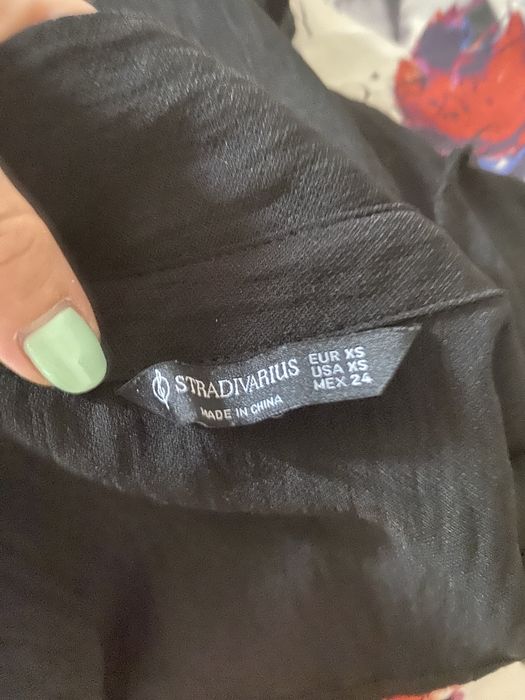 STRADIVARIUS
MADE IN CHINA
EUR XS
USA XS
MEX 24